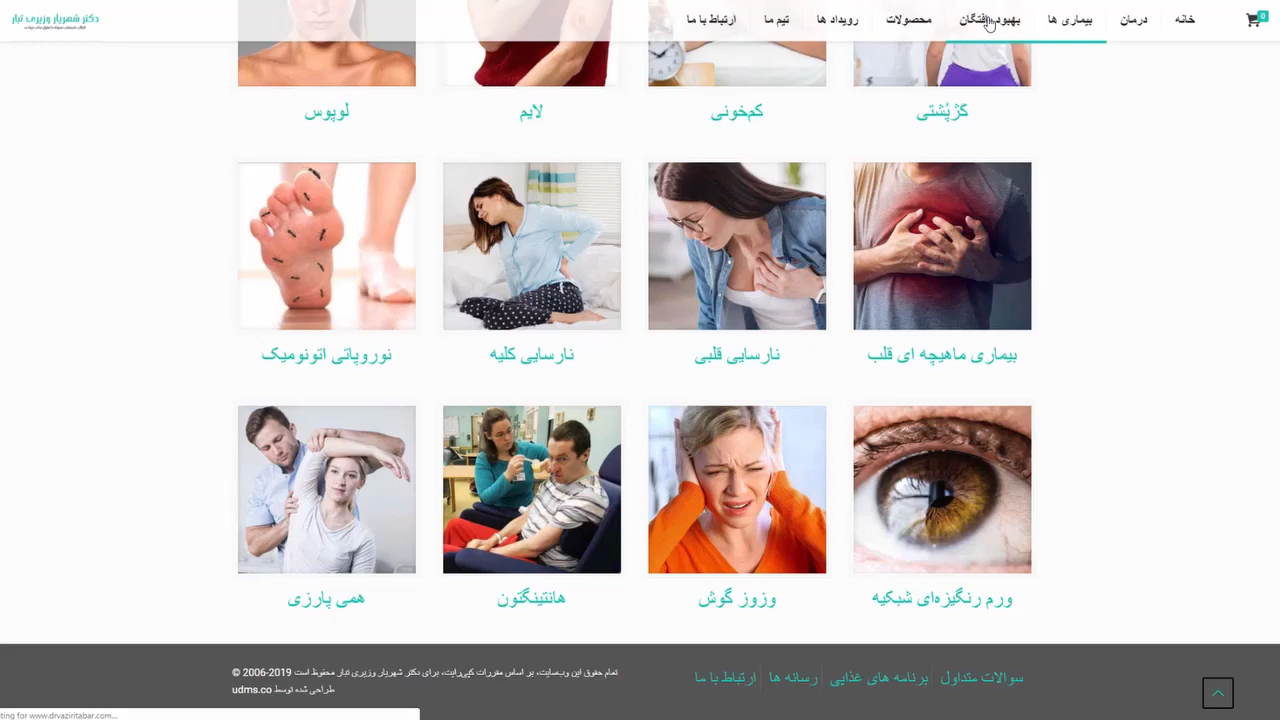 خانه
درمان
بیماری ها
محصولات
رویداد ها
تیم ما
ارتباط با ما
0
دکتر شهریار وزیری تبار
کژپُشتی
کم‌خونی
لایم
لوپوس
بیماری ماهیچه ای قلب
نارسایی قلبی
نارسایی کلیه
نوروپاتی اتونومیک
ورم رنگیزه‌ای شبکیه
وزوز گوش
هانتینگتون
همی پارزی
سوالات متداول
برنامه های غذایی
رسانه ها
ارتباط با ما
تمام حقوق این وب‌سایت، بر اساس مقررات کپی‌رایت، برای دکتر شهریار وزیری تبار محفوظ است 2006-2019 ©
طراحی شده توسط udms.co
ting for www.drvaziritabar.com...